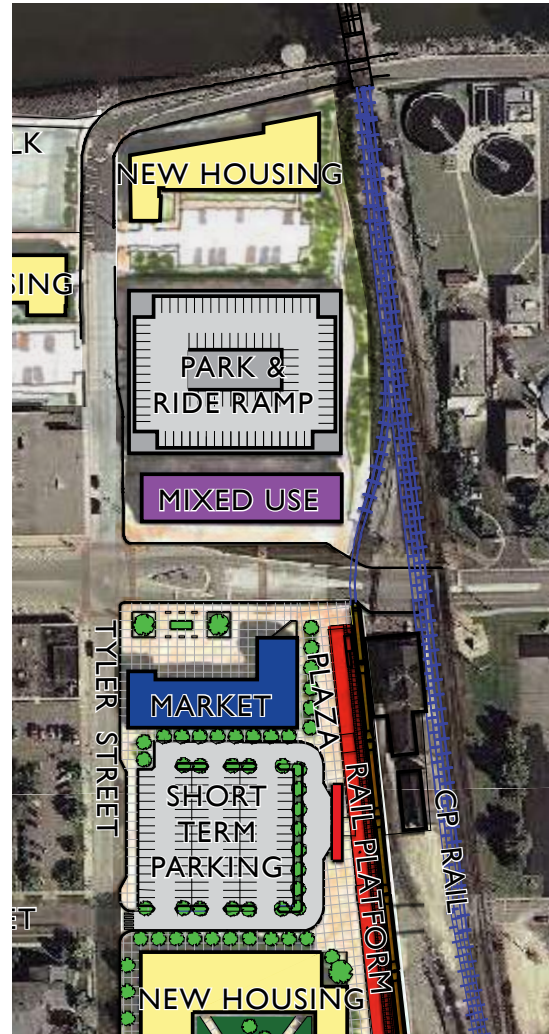 LK
NEW HOUSING
SING
PARK &
RIDE RAMP
MIXED USE
TYLER STREET
PLAZA
MARKET
RAIL PLATFORM
CP RAIL
SHORT
TERM
PARKING
ET
NEW HOUSING